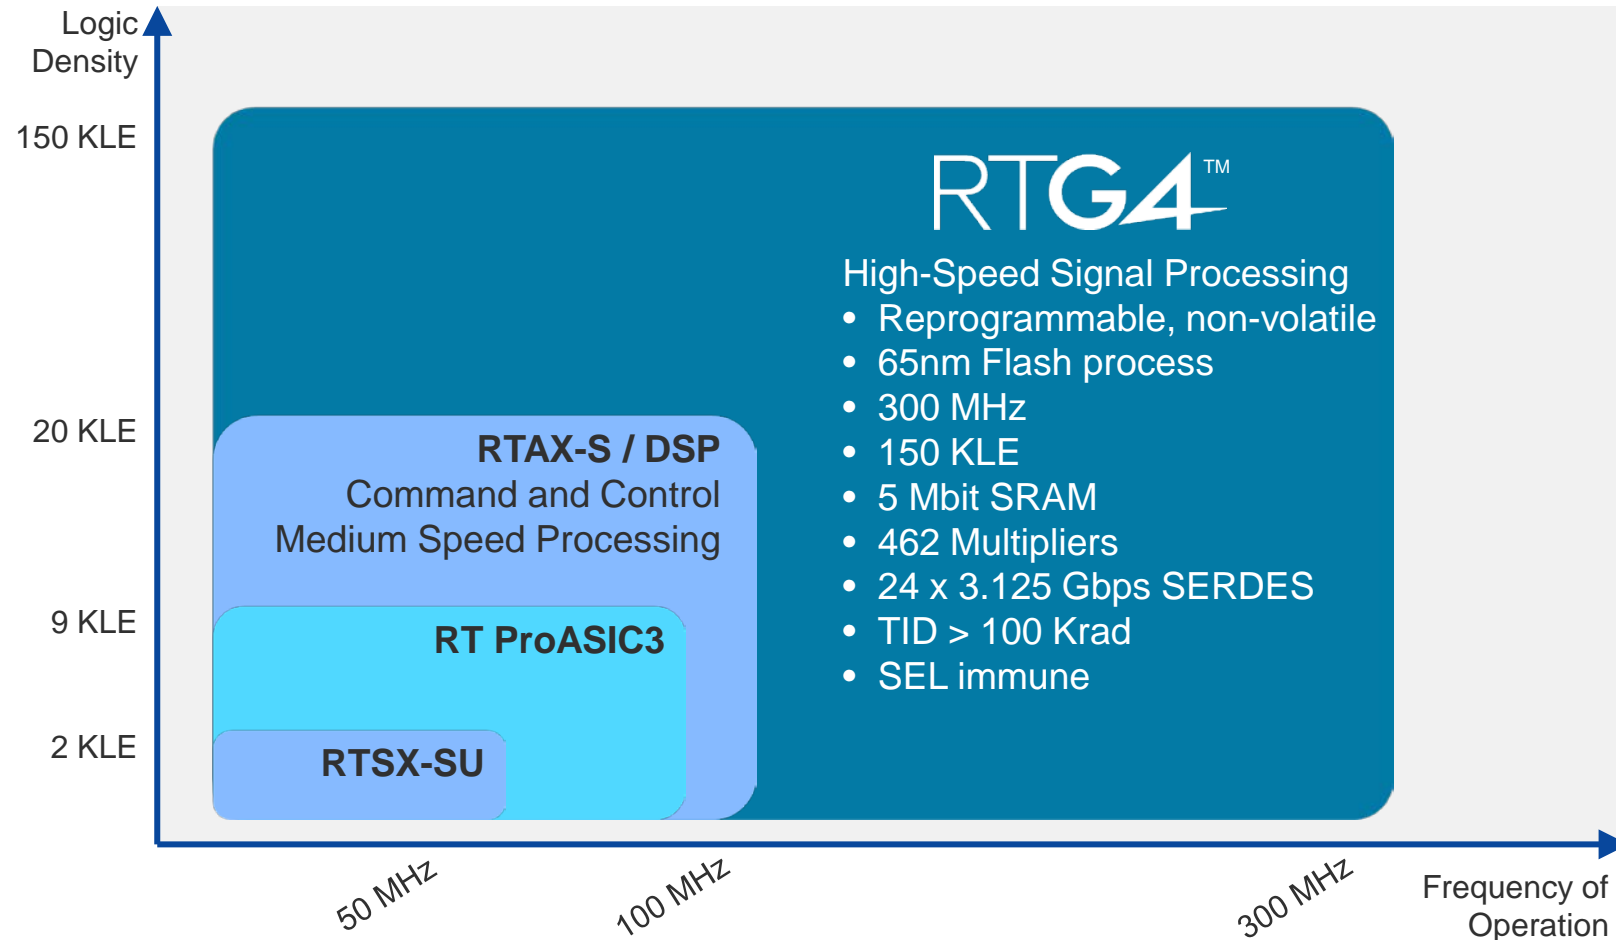 Logic
Density
150 KLE
20 KLE
9 KLE
2 KLE
RTG4™
High-Speed Signal Processing
• Reprogrammable, non-volatile
• 65nm Flash process
• 300 MHz
• 150 KLE
• 5 Mbit SRAM
• 462 Multipliers
• 24 x 3.125 Gbps SERDES
• TID > 100 Krad
• SEL immune
RTAX-S / DSP
Command and Control
Medium Speed Processing
RT ProASIC3
RTSX-SU
50 MHz
100 MHz
300 MHz
Frequency of
Operation